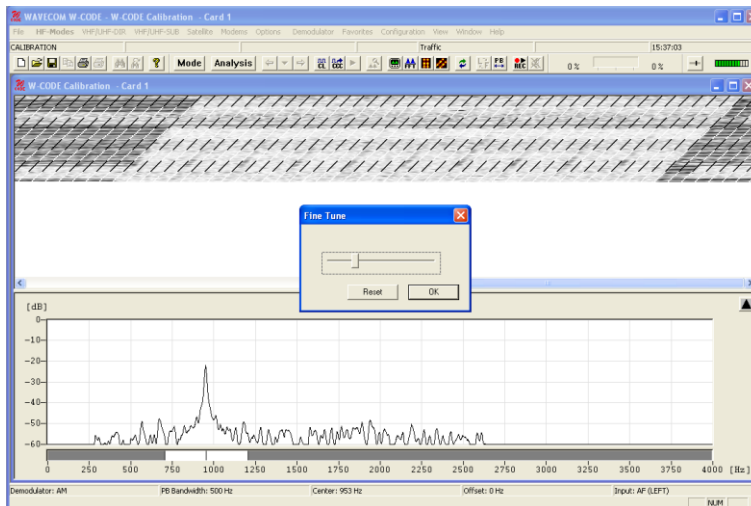 WAVECOM W-CODE - W-CODE Calibration - Card 1
File HF-Modes VHF/UHF-DIR VHF/UHF-SUB Satellite Modems Options Demodulator Favorites Configuration View Window Help
CALIBRATION Traffic 15:37:03
Mode Analysis 0 % 0 %
W-CODE Calibration - Card 1
Fine Tune
Reset OK
[dB]
0
-10
-20
-30
-40
-50
-60
0 250 500 750 1000 1250 1500 1750 2000 2250 2500 2750 3000 3250 3500 3750 4000 [Hz]
Demodulator: AM PB Bandwidth: 500 Hz Center: 953 Hz Offset: 0 Hz Input: AF (LEFT)
NUM